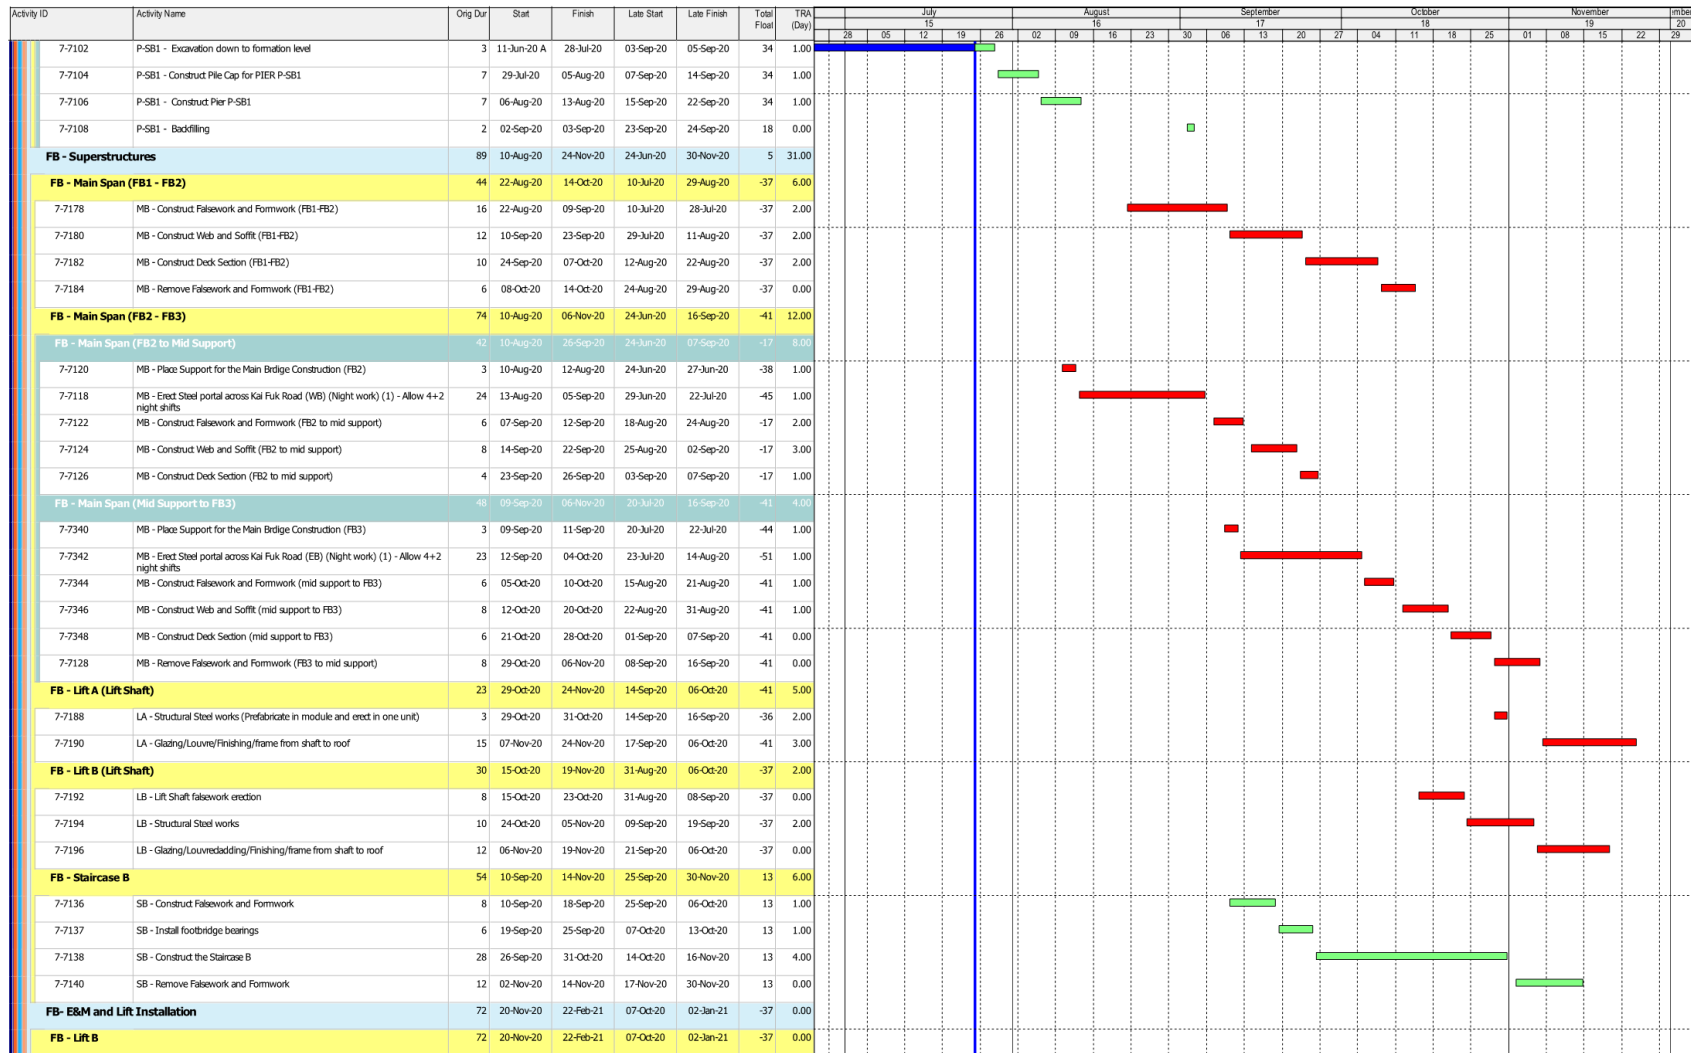 Activity ID Activity Name Orig Dur Start Finish Late Start Late Finish Total Float TRA (Day) July August September October November
15 16 17 18 19 20
28 05 12 19 26 02 09 16 23 30 06 13 20 27 04 11 18 25 01 08 15 22 29
7-7102 P-SB1 - Excavation down to formation level 3 11-Jun-20 A 28-Jul-20 03-Sep-20 05-Sep-20 34 1.00
7-7104 P-SB1 - Construct Pile Cap for PIER P-SB1 7 29-Jul-20 05-Aug-20 07-Sep-20 14-Sep-20 34 1.00
7-7106 P-SB1 - Construct Pier P-SB1 7 06-Aug-20 13-Aug-20 15-Sep-20 22-Sep-20 34 1.00
7-7108 P-SB1 - Backfilling 2 02-Sep-20 03-Sep-20 23-Sep-20 24-Sep-20 18 0.00
FB - Superstructures 89 10-Aug-20 24-Nov-20 24-Jun-20 30-Nov-20 5 31.00
FB - Main Span (FB1 - FB2) 44 22-Aug-20 14-Oct-20 10-Jul-20 29-Aug-20 -37 6.00
7-7178 MB - Construct Falsework and Formwork (FB1-FB2) 16 22-Aug-20 09-Sep-20 10-Jul-20 28-Jul-20 -37 2.00
7-7180 MB - Construct Web and Soffit (FB1-FB2) 12 10-Sep-20 23-Sep-20 29-Jul-20 11-Aug-20 -37 2.00
7-7182 MB - Construct Deck Section (FB1-FB2) 10 24-Sep-20 07-Oct-20 12-Aug-20 22-Aug-20 -37 2.00
7-7184 MB - Remove Falsework and Formwork (FB1-FB2) 6 08-Oct-20 14-Oct-20 24-Aug-20 29-Aug-20 -37 0.00
FB - Main Span (FB2 - FB3) 74 10-Aug-20 06-Nov-20 24-Jun-20 16-Sep-20 -41 12.00
FB - Main Span (FB2 to Mid Support) 42 10-Aug-20 26-Sep-20 24-Jun-20 07-Sep-20 -17 8.00
7-7120 MB - Place Support for the Main Brdige Construction (FB2) 3 10-Aug-20 12-Aug-20 24-Jun-20 27-Jun-20 -38 1.00
7-7118 MB - Erect Steel portal across Kai Fuk Road (WB) (Night work) (1) - Allow 4+2 night shifts 24 13-Aug-20 05-Sep-20 29-Jun-20 22-Jul-20 -45 1.00
7-7122 MB - Construct Falsework and Formwork (FB2 to mid support) 6 07-Sep-20 12-Sep-20 18-Aug-20 24-Aug-20 -17 2.00
7-7124 MB - Construct Web and Soffit (FB2 to mid support) 8 14-Sep-20 22-Sep-20 25-Aug-20 02-Sep-20 -17 3.00
7-7126 MB - Construct Deck Section (FB2 to mid support) 4 23-Sep-20 26-Sep-20 03-Sep-20 07-Sep-20 -17 1.00
FB - Main Span (Mid Support to FB3) 48 09-Sep-20 06-Nov-20 20-Jul-20 16-Sep-20 -41 4.00
7-7340 MB - Place Support for the Main Brdige Construction (FB3) 3 09-Sep-20 11-Sep-20 20-Jul-20 22-Jul-20 -44 1.00
7-7342 MB - Erect Steel portal across Kai Fuk Road (EB) (Night work) (1) - Allow 4+2 night shifts 23 12-Sep-20 04-Oct-20 23-Jul-20 14-Aug-20 -51 1.00
7-7344 MB - Construct Falsework and Formwork (mid support to FB3) 6 05-Oct-20 10-Oct-20 15-Aug-20 21-Aug-20 -41 1.00
7-7346 MB - Construct Web and Soffit (mid support to FB3) 8 12-Oct-20 20-Oct-20 22-Aug-20 31-Aug-20 -41 1.00
7-7348 MB - Construct Deck Section (mid support to FB3) 6 21-Oct-20 28-Oct-20 01-Sep-20 07-Sep-20 -41 0.00
7-7128 MB - Remove Falsework and Formwork (FB3 to mid support) 8 29-Oct-20 06-Nov-20 08-Sep-20 16-Sep-20 -41 0.00
FB - Lift A (Lift Shaft) 23 29-Oct-20 24-Nov-20 14-Sep-20 06-Oct-20 -41 5.00
7-7188 LA - Structural Steel works (Prefabricate in module and erect in one unit) 3 29-Oct-20 31-Oct-20 14-Sep-20 16-Sep-20 -36 2.00
7-7190 LA - Glazing/Louvre/Finishing/frame from shaft to roof 15 07-Nov-20 24-Nov-20 17-Sep-20 06-Oct-20 -41 3.00
FB - Lift B (Lift Shaft) 30 15-Oct-20 19-Nov-20 31-Aug-20 06-Oct-20 -37 2.00
7-7192 LB - Lift Shaft falsework erection 8 15-Oct-20 23-Oct-20 31-Aug-20 08-Sep-20 -37 0.00
7-7194 LB - Structural Steel works 10 24-Oct-20 05-Nov-20 09-Sep-20 19-Sep-20 -37 2.00
7-7196 LB - Glazing/Louvredadding/Finishing/frame from shaft to roof 12 06-Nov-20 19-Nov-20 21-Sep-20 06-Oct-20 -37 0.00
FB - Staircase B 54 10-Sep-20 14-Nov-20 25-Sep-20 30-Nov-20 13 6.00
7-7136 SB - Construct Falsework and Formwork 8 10-Sep-20 18-Sep-20 25-Sep-20 06-Oct-20 13 1.00
7-7137 SB - Install footbridge bearings 6 19-Sep-20 25-Sep-20 07-Oct-20 13-Oct-20 13 1.00
7-7138 SB - Construct the Staircase B 28 26-Sep-20 31-Oct-20 14-Oct-20 16-Nov-20 13 4.00
7-7140 SB - Remove Falsework and Formwork 12 02-Nov-20 14-Nov-20 17-Nov-20 30-Nov-20 13 0.00
FB- E&M and Lift Installation 72 20-Nov-20 22-Feb-21 07-Oct-20 02-Jan-21 -37 0.00
FB - Lift B 72 20-Nov-20 22-Feb-21 07-Oct-20 02-Jan-21 -37 0.00